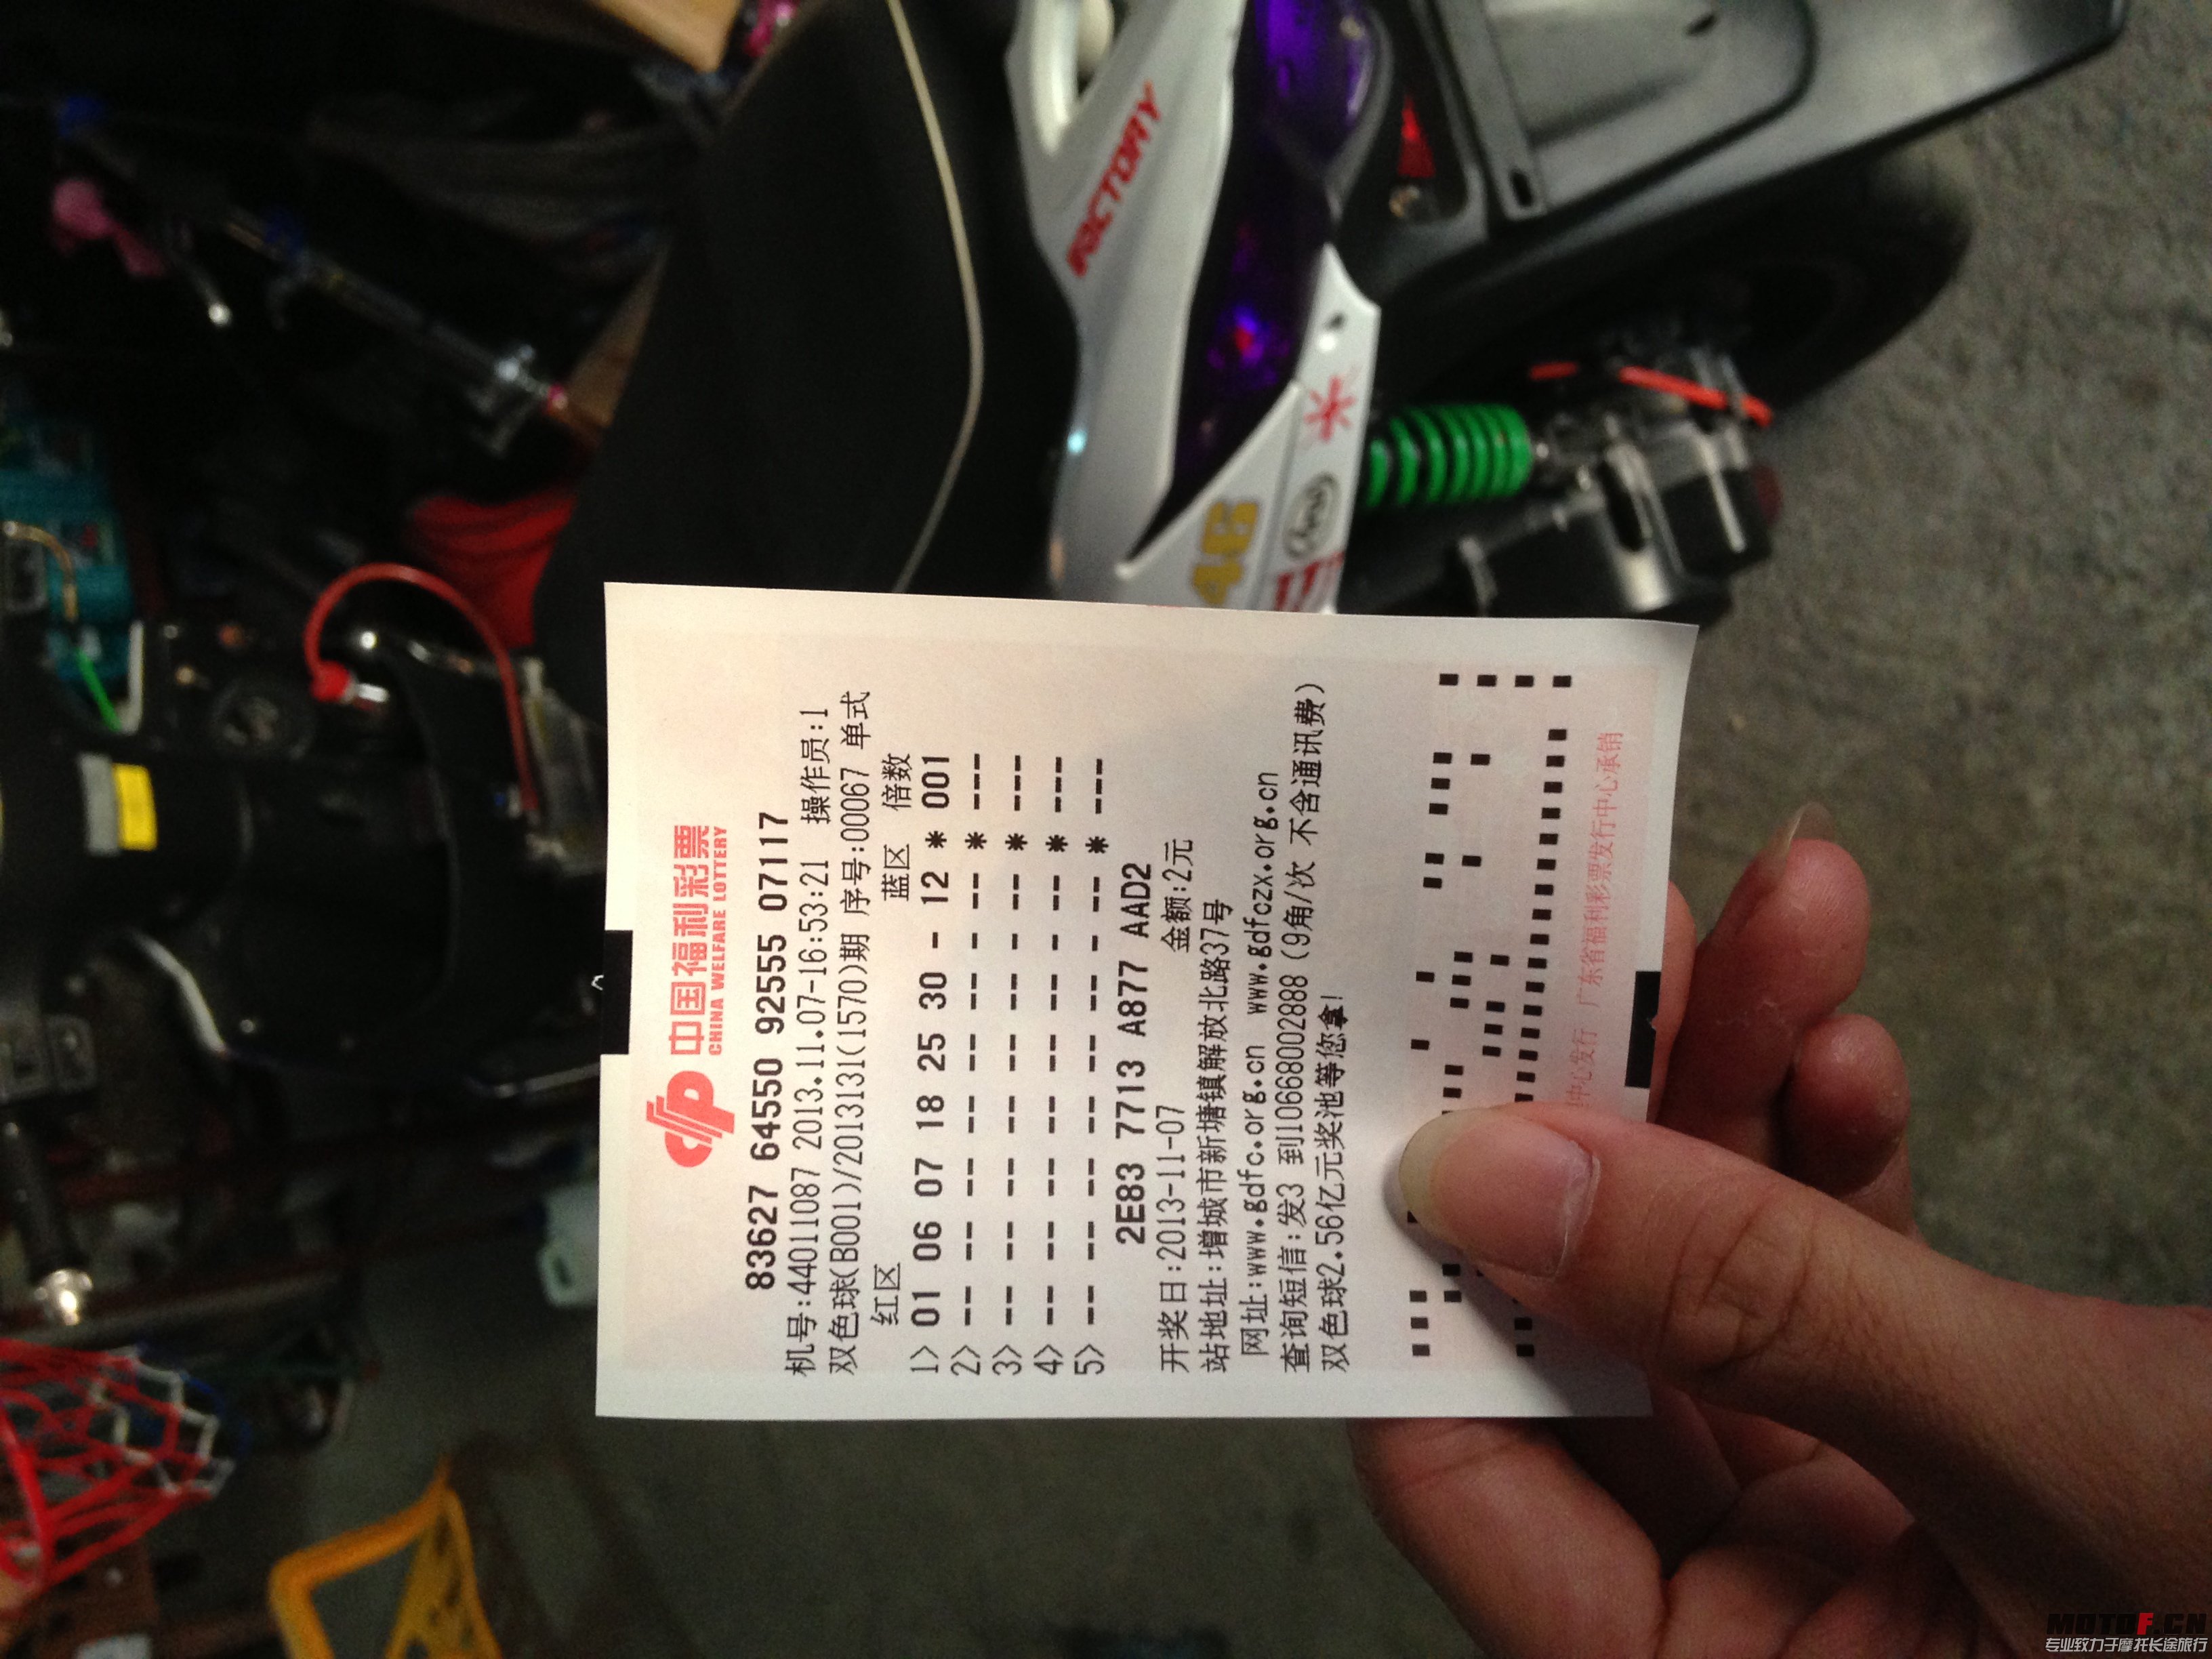 中国福利彩票
CHINA WELFARE LOTTERY
83627 64550 92555 07117
机号:44011087 2013.11.07-16:53:21 操作员:1
双色球(B001)/2013131(1570)期 序号:00067 单式
红区 蓝区 倍数
1> 01 06 07 18 25 30 - 12 * 001
2> -- -- -- -- -- -- - -- * ---
3> -- -- -- -- -- -- - -- * ---
4> -- -- -- -- -- -- - -- * ---
5> -- -- -- -- -- -- - -- * ---
2E83 7713 A877 AAD2
开奖日:2013-11-07 金额:2元
站地址:增城市新塘镇解放北路37号
网址:www.gdfc.org.cn www.gdfczx.org.cn
查询短信:发3 到10668002888 (9角/次 不含通讯费)
双色球2.56亿元奖池等您拿!
中心发行 广东省福利彩票发行中心承销
FACTORY
46
MOTOF.CN
专业致力于摩托长途旅行